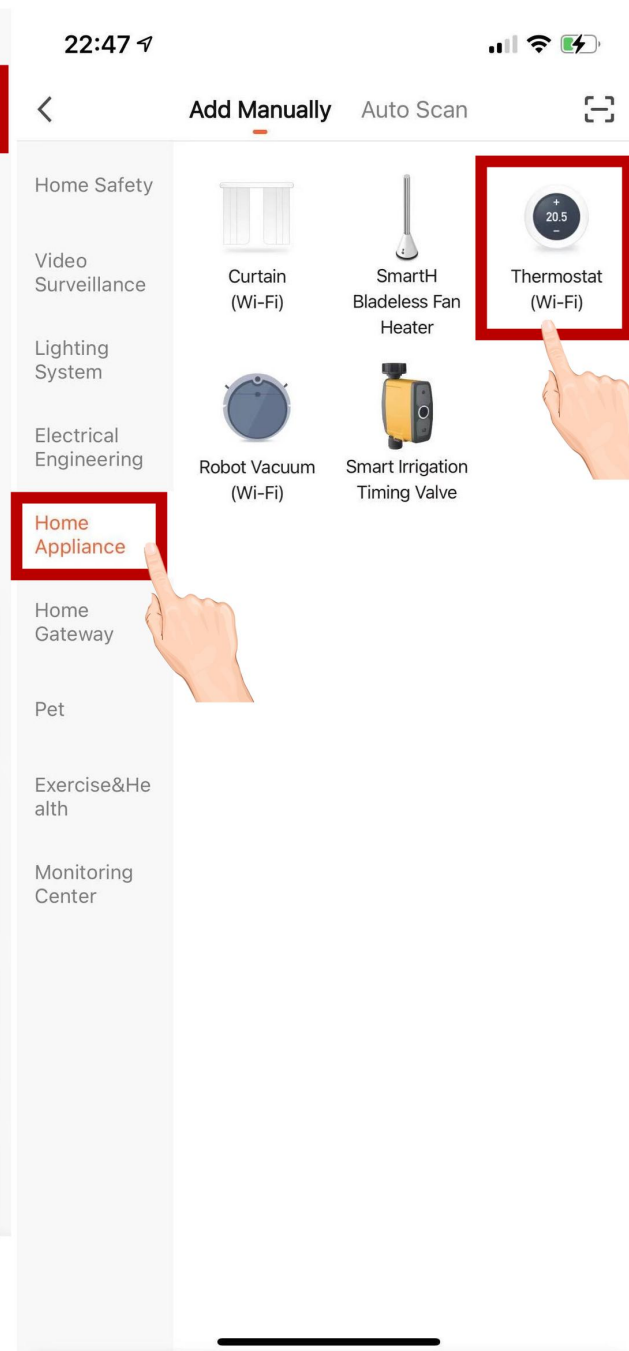 22:47
Add Manually
Auto Scan
Home Safety
Video
Surveillance
Lighting
System
Electrical
Engineering
Home
Appliance
Home
Gateway
Pet
Exercise&He
alth
Monitoring
Center
Curtain
(Wi-Fi)
SmartH
Bladeless Fan
Heater
+
20.5
–
Thermostat
(Wi-Fi)
Robot Vacuum
(Wi-Fi)
Smart Irrigation
Timing Valve